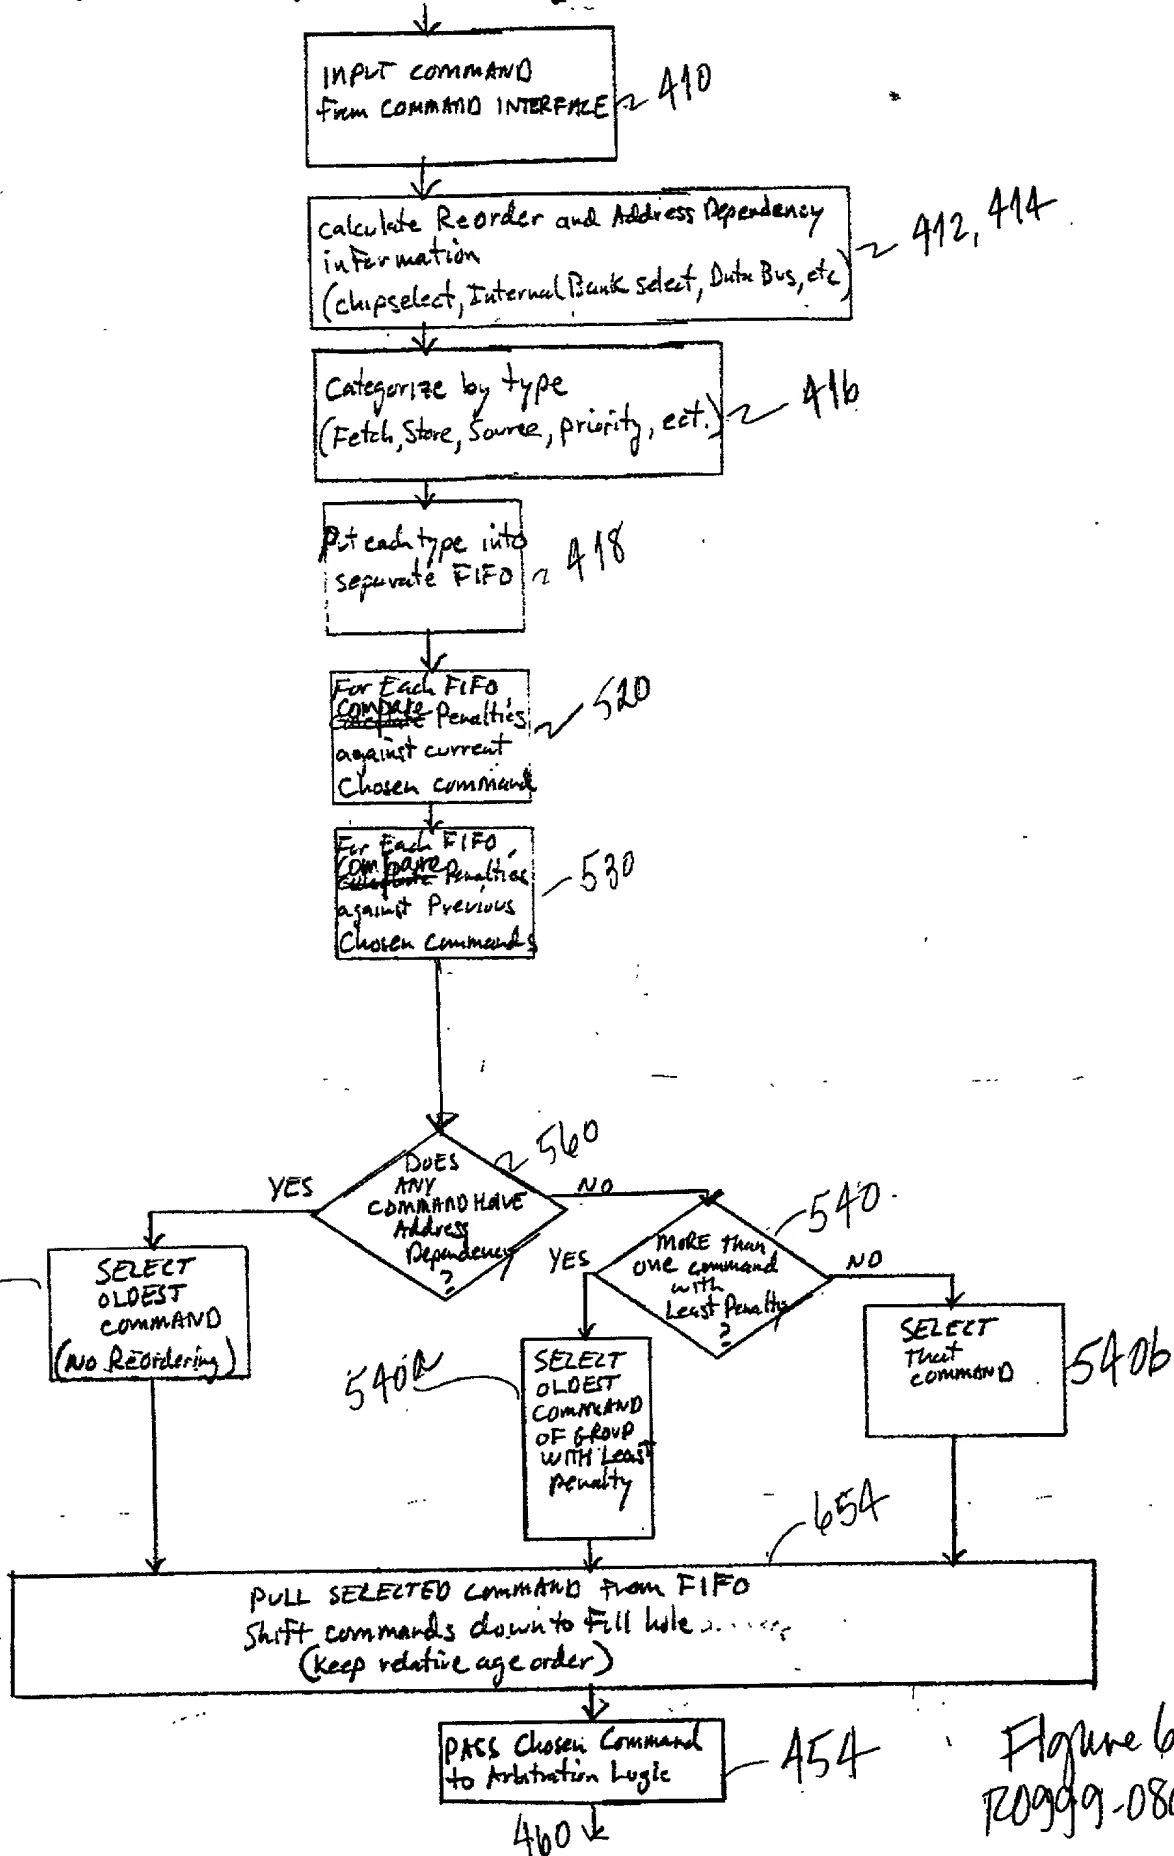 INPUT COMMAND
From COMMAND INTERFACE
410
Calculate Reorder and Address Dependency
information
(chipselect, Internal Bank select, Data Bus, etc)
412, 414
Categorize by type
(Fetch, Store, Source, priority, ect.)
416
Put each type into
separate FIFO
418
For Each FIFO
compare Penalties
against current
Chosen command
520
For Each FIFO
compare Penalties
against Previous
Chosen Commands
530
DOES
ANY
COMMAND HAVE
Address
Dependency
?
560
YES
NO
MORE than
one command
with
Least Penalty
?
540
YES
NO
SELECT
OLDEST
COMMAND
(No Reordering)
SELECT
OLDEST
COMMAND
OF GROUP
WITH Least
Penalty
540a
SELECT
that
COMMAND
540b
654
PULL SELECTED COMMAND From FIFO
Shift commands down to Fill hole
(keep relative age order)
PASS Chosen Command
to Arbitration Logic
454
460
Figure 6
R0999-08